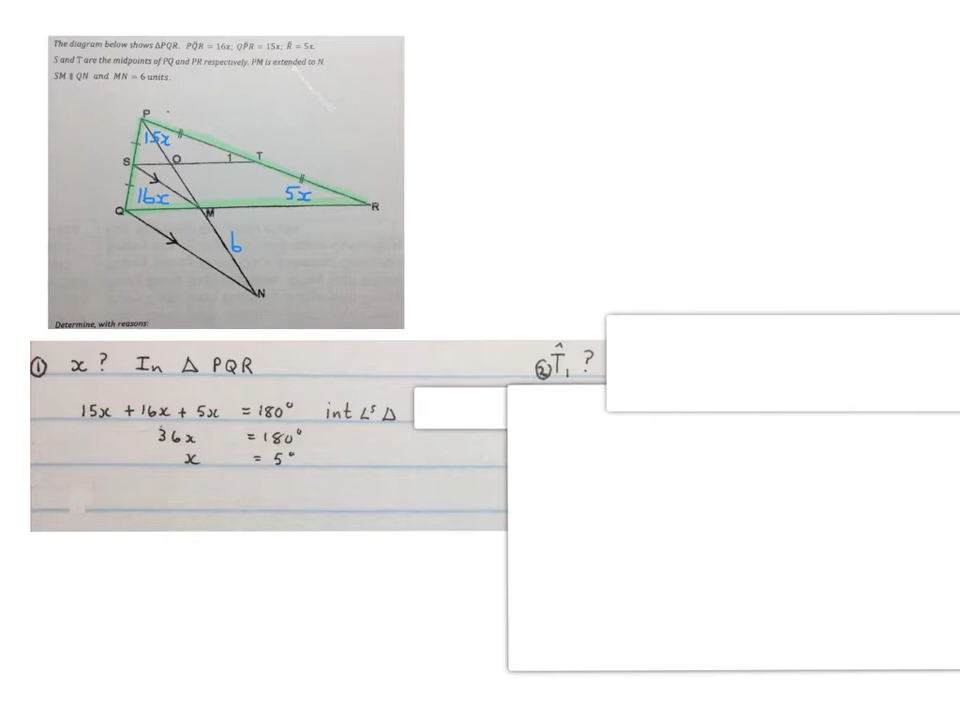 The diagram below shows ΔPQR. PQ̂R = 16x; QP̂R = 15x; R̂ = 5x.
S and T are the midpoints of PQ and PR respectively. PM is extended to N
SM ∥ QN and MN = 6 units.
P
15x
S O 1 T
16x 5x
Q M R
6
N
Determine, with reasons:
① x ? In Δ PQR
② T̂₁ ?
15x + 16x + 5x = 180° int ∠ˢ Δ
36x = 180°
x = 5°